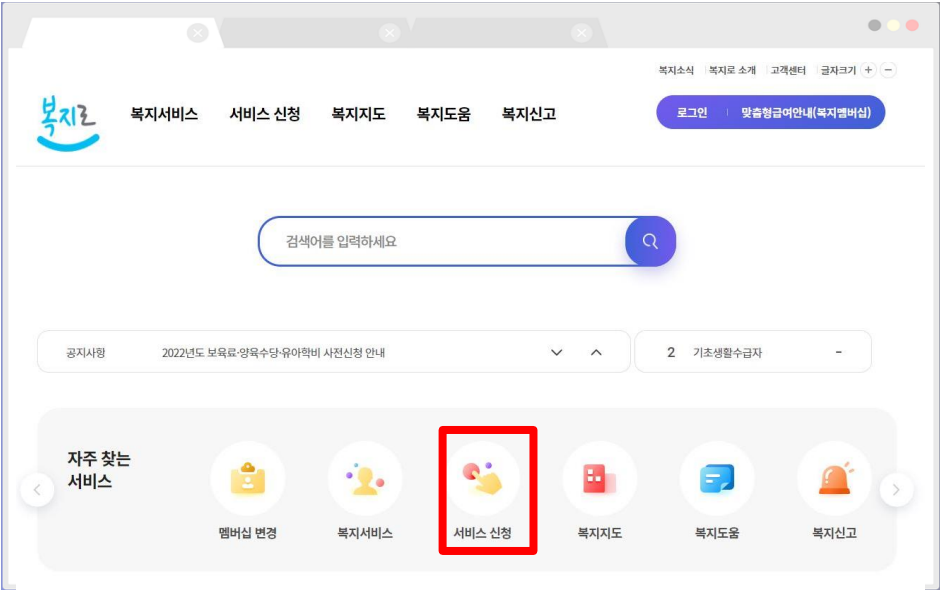 복지소식 복지로 소개 고객센터 글자크기 + −
복지로 복지서비스 서비스 신청 복지지도 복지도움 복지신고 로그인 맞춤형급여안내(복지멤버십)
검색어를 입력하세요
공지사항 2022년도 보육료·양육수당·유아학비 사전신청 안내 2 기초생활수급자 -
자주 찾는
서비스
멤버십 변경 복지서비스 서비스 신청 복지지도 복지도움 복지신고